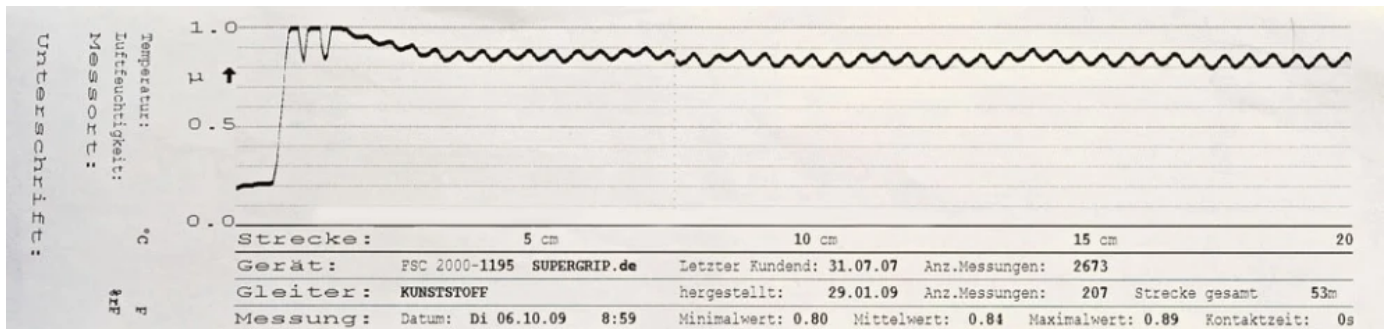 Unterschrift:
Messort:
Luftfeuchtigkeit: %rF
Temperatur: °C F
1.0
µ ↑
0.5
0.0
Strecke: 5 cm 10 cm 15 cm 20
Gerät: FSC 2000-1195 SUPERGRIP.de Letzter Kundend: 31.07.07 Anz.Messungen: 2673
Gleiter: KUNSTSTOFF hergestellt: 29.01.09 Anz.Messungen: 207 Strecke gesamt 53m
Messung: Datum: Di 06.10.09 8:59 Minimalwert: 0.80 Mittelwert: 0.84 Maximalwert: 0.89 Kontaktzeit: 0s